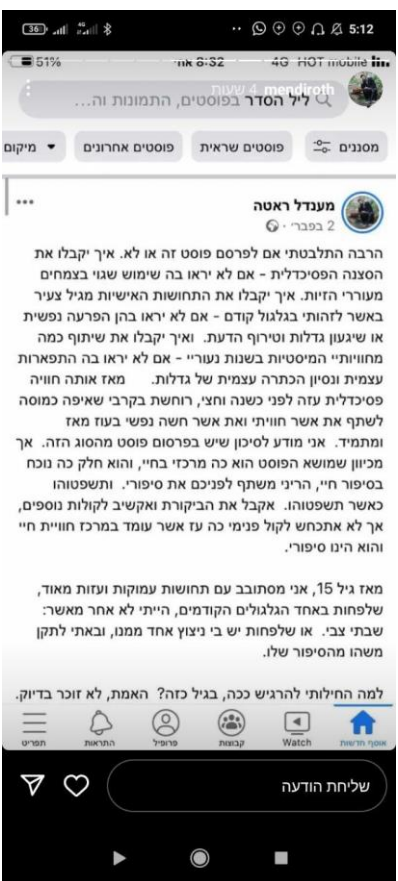 36 4G 5:12
51% 8:32 אח' 4G HOT mobile
mendiroth 4 שעות
ליל הסדר בפוסטים, התמונות וה...
מסננים פוסטים שראית פוסטים אחרונים מיקום
מענדל ראטה
2 בפבר׳ ·
הרבה התלבטתי אם לפרסם פוסט זה או לא. איך יקבלו את
הסצנה הפסיכדלית - אם לא יראו בה שימוש שגוי בצמחים
מעוררי הזיות. איך יקבלו את התחושות האישיות מגיל צעיר
באשר לזהותי בגלגול קודם - אם לא יראו בהן הפרעה נפשית
או שיגעון גדלות וטירוף הדעת. ואיך יקבלו את שיתוף כמה
מחוויותיי המיסטיות בשנות נעוריי - אם לא יראו בה התפארות
עצמית ונסיון הכתרה עצמית של גדלות. מאז אותה חוויה
פסיכדלית עזה לפני כשנה וחצי, רוחשת בקרבי שאיפה כמוסה
לשתף את אשר חוויתי ואת אשר חשה נפשי בעוז מאז
ומתמיד. אני מודע לסיכון שיש בפרסום פוסט מהסוג הזה. אך
מכיוון שמושא הפוסט הוא כה מרכזי בחיי, והוא חלק כה נוכח
בסיפור חיי, הריני משתף לפניכם את סיפורי. ותשפטוהו
כאשר תשפטוהו. אקבל את הביקורת ואקשיב לקולות נוספים,
אך לא אתכחש לקול פנימי כה עז אשר עומד במרכז חוויית חיי
והוא הינו סיפורי.
מאז גיל 15, אני מסתובב עם תחושות עמוקות ועזות מאוד,
שלפחות באחד הגלגולים הקודמים, הייתי לא אחר מאשר:
שבתי צבי. או שלפחות יש בי ניצוץ אחד ממנו, ובאתי לתקן
משהו מהסיפור שלו.
למה החילותי להרגיש ככה, בגיל כזה? האמת, לא זוכר בדיוק.
אוסף חדשות Watch קבוצות פרופיל התראות תפריט
שליחת הודעה